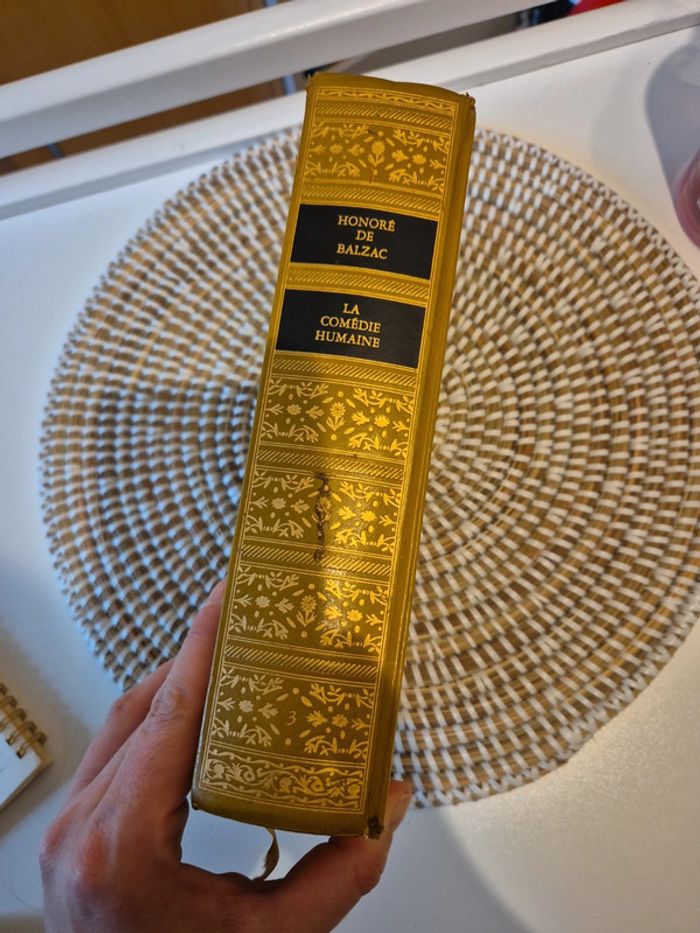 HONORÉ
DE
BALZAC
LA
COMÉDIE
HUMAINE
3